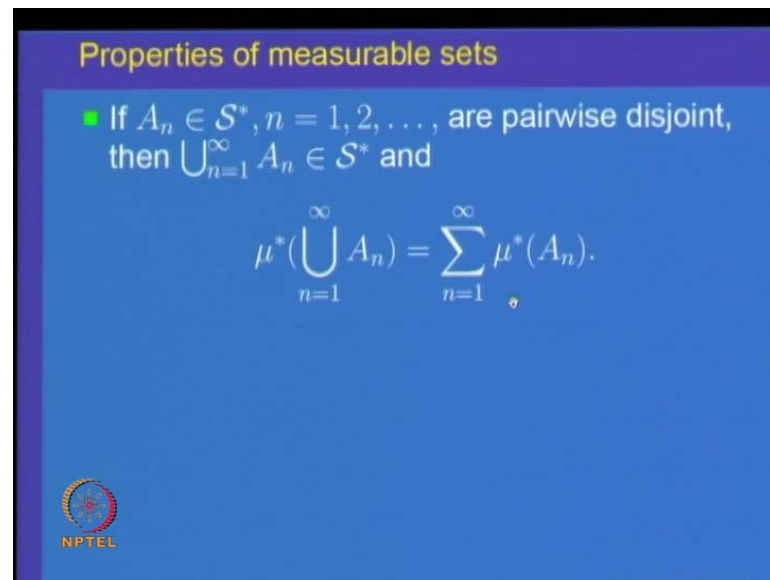 Properties of measurable sets
If $A_n \in \mathcal{S}^*, n = 1, 2, \ldots,$ are pairwise disjoint,
then $\bigcup_{n=1}^{\infty} A_n \in \mathcal{S}^*$ and
$\mu^*(\bigcup_{n=1}^{\infty} A_n) = \sum_{n=1}^{\infty} \mu^*(A_n).$
NPTEL